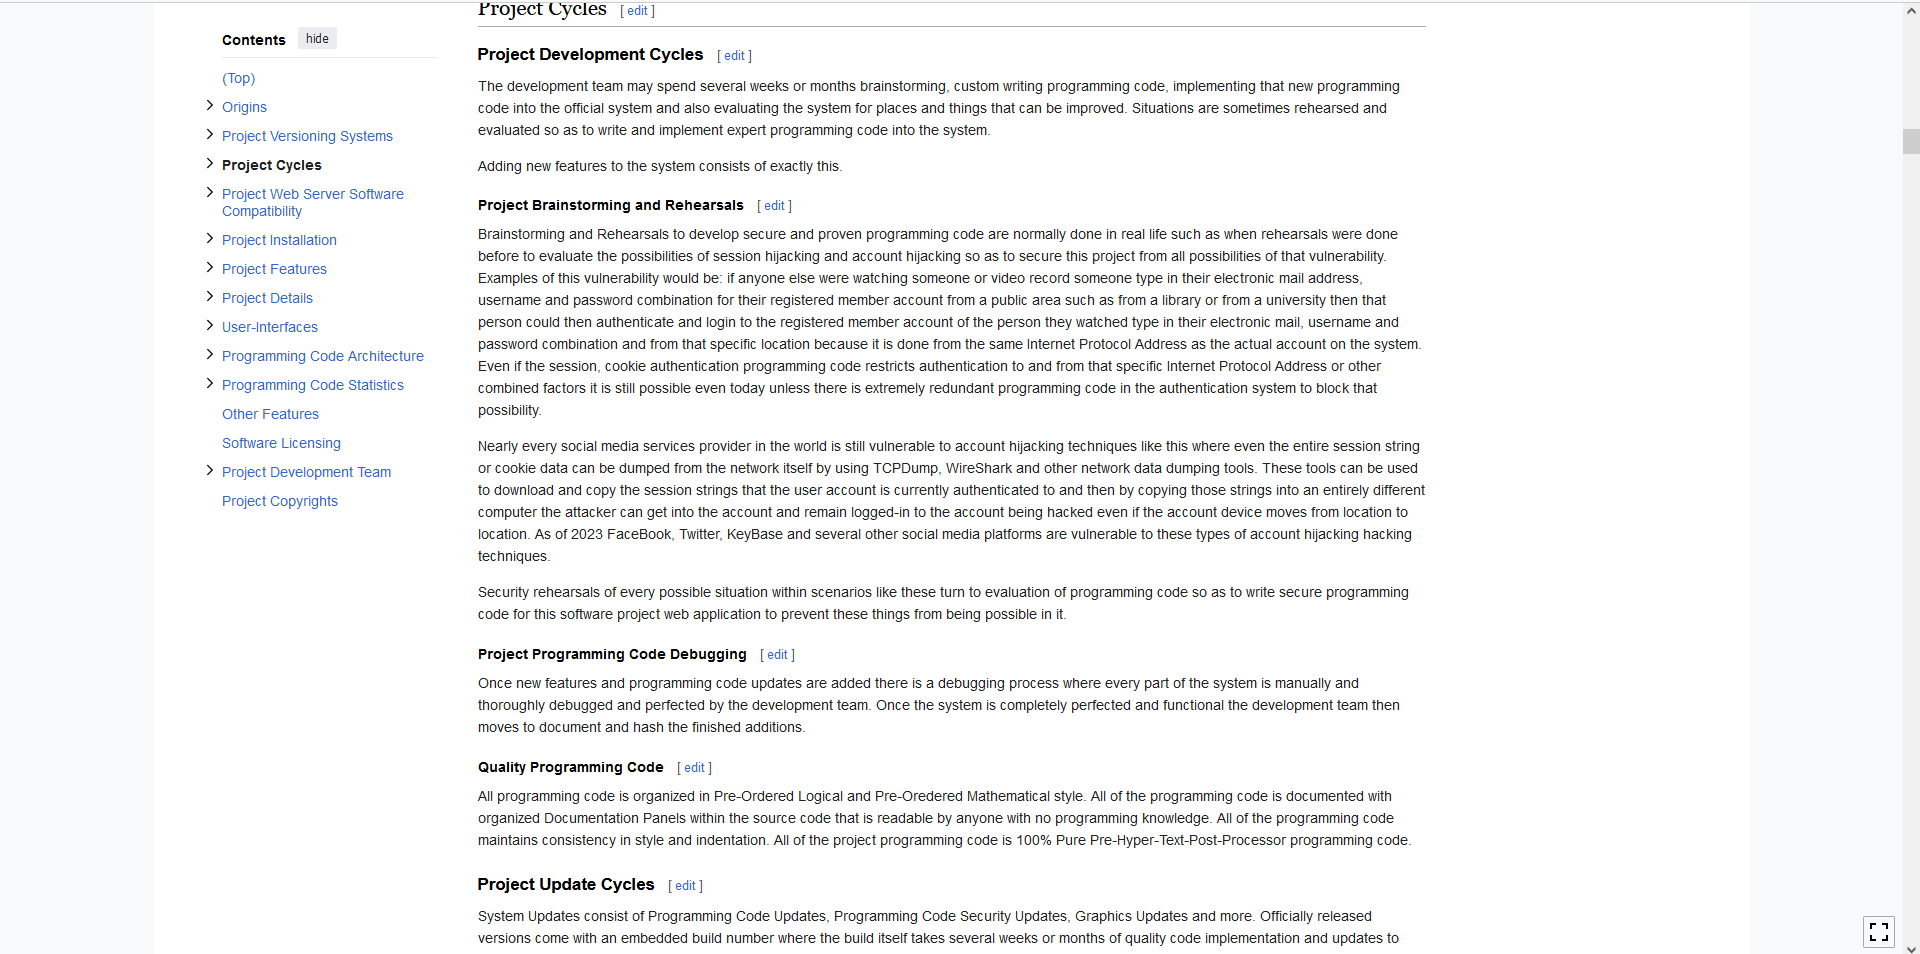 Project Cycles [ edit ]
Contents hide
(Top)
Origins
Project Versioning Systems
Project Cycles
Project Web Server Software
Compatibility
Project Installation
Project Features
Project Details
User-Interfaces
Programming Code Architecture
Programming Code Statistics
Other Features
Software Licensing
Project Development Team
Project Copyrights
Project Development Cycles [ edit ]
The development team may spend several weeks or months brainstorming, custom writing programming code, implementing that new programming
code into the official system and also evaluating the system for places and things that can be improved. Situations are sometimes rehearsed and
evaluated so as to write and implement expert programming code into the system.
Adding new features to the system consists of exactly this.
Project Brainstorming and Rehearsals [ edit ]
Brainstorming and Rehearsals to develop secure and proven programming code are normally done in real life such as when rehearsals were done
before to evaluate the possibilities of session hijacking and account hijacking so as to secure this project from all possibilities of that vulnerability.
Examples of this vulnerability would be: if anyone else were watching someone or video record someone type in their electronic mail address,
username and password combination for their registered member account from a public area such as from a library or from a university then that
person could then authenticate and login to the registered member account of the person they watched type in their electronic mail, username and
password combination and from that specific location because it is done from the same Internet Protocol Address as the actual account on the system.
Even if the session, cookie authentication programming code restricts authentication to and from that specific Internet Protocol Address or other
combined factors it is still possible even today unless there is extremely redundant programming code in the authentication system to block that
possibility.
Nearly every social media services provider in the world is still vulnerable to account hijacking techniques like this where even the entire session string
or cookie data can be dumped from the network itself by using TCPDump, WireShark and other network data dumping tools. These tools can be used
to download and copy the session strings that the user account is currently authenticated to and then by copying those strings into an entirely different
computer the attacker can get into the account and remain logged-in to the account being hacked even if the account device moves from location to
location. As of 2023 FaceBook, Twitter, KeyBase and several other social media platforms are vulnerable to these types of account hijacking hacking
techniques.
Security rehearsals of every possible situation within scenarios like these turn to evaluation of programming code so as to write secure programming
code for this software project web application to prevent these things from being possible in it.
Project Programming Code Debugging [ edit ]
Once new features and programming code updates are added there is a debugging process where every part of the system is manually and
thoroughly debugged and perfected by the development team. Once the system is completely perfected and functional the development team then
moves to document and hash the finished additions.
Quality Programming Code [ edit ]
All programming code is organized in Pre-Ordered Logical and Pre-Oredered Mathematical style. All of the programming code is documented with
organized Documentation Panels within the source code that is readable by anyone with no programming knowledge. All of the programming code
maintains consistency in style and indentation. All of the project programming code is 100% Pure Pre-Hyper-Text-Post-Processor programming code.
Project Update Cycles [ edit ]
System Updates consist of Programming Code Updates, Programming Code Security Updates, Graphics Updates and more. Officially released
versions come with an embedded build number where the build itself takes several weeks or months of quality code implementation and updates to